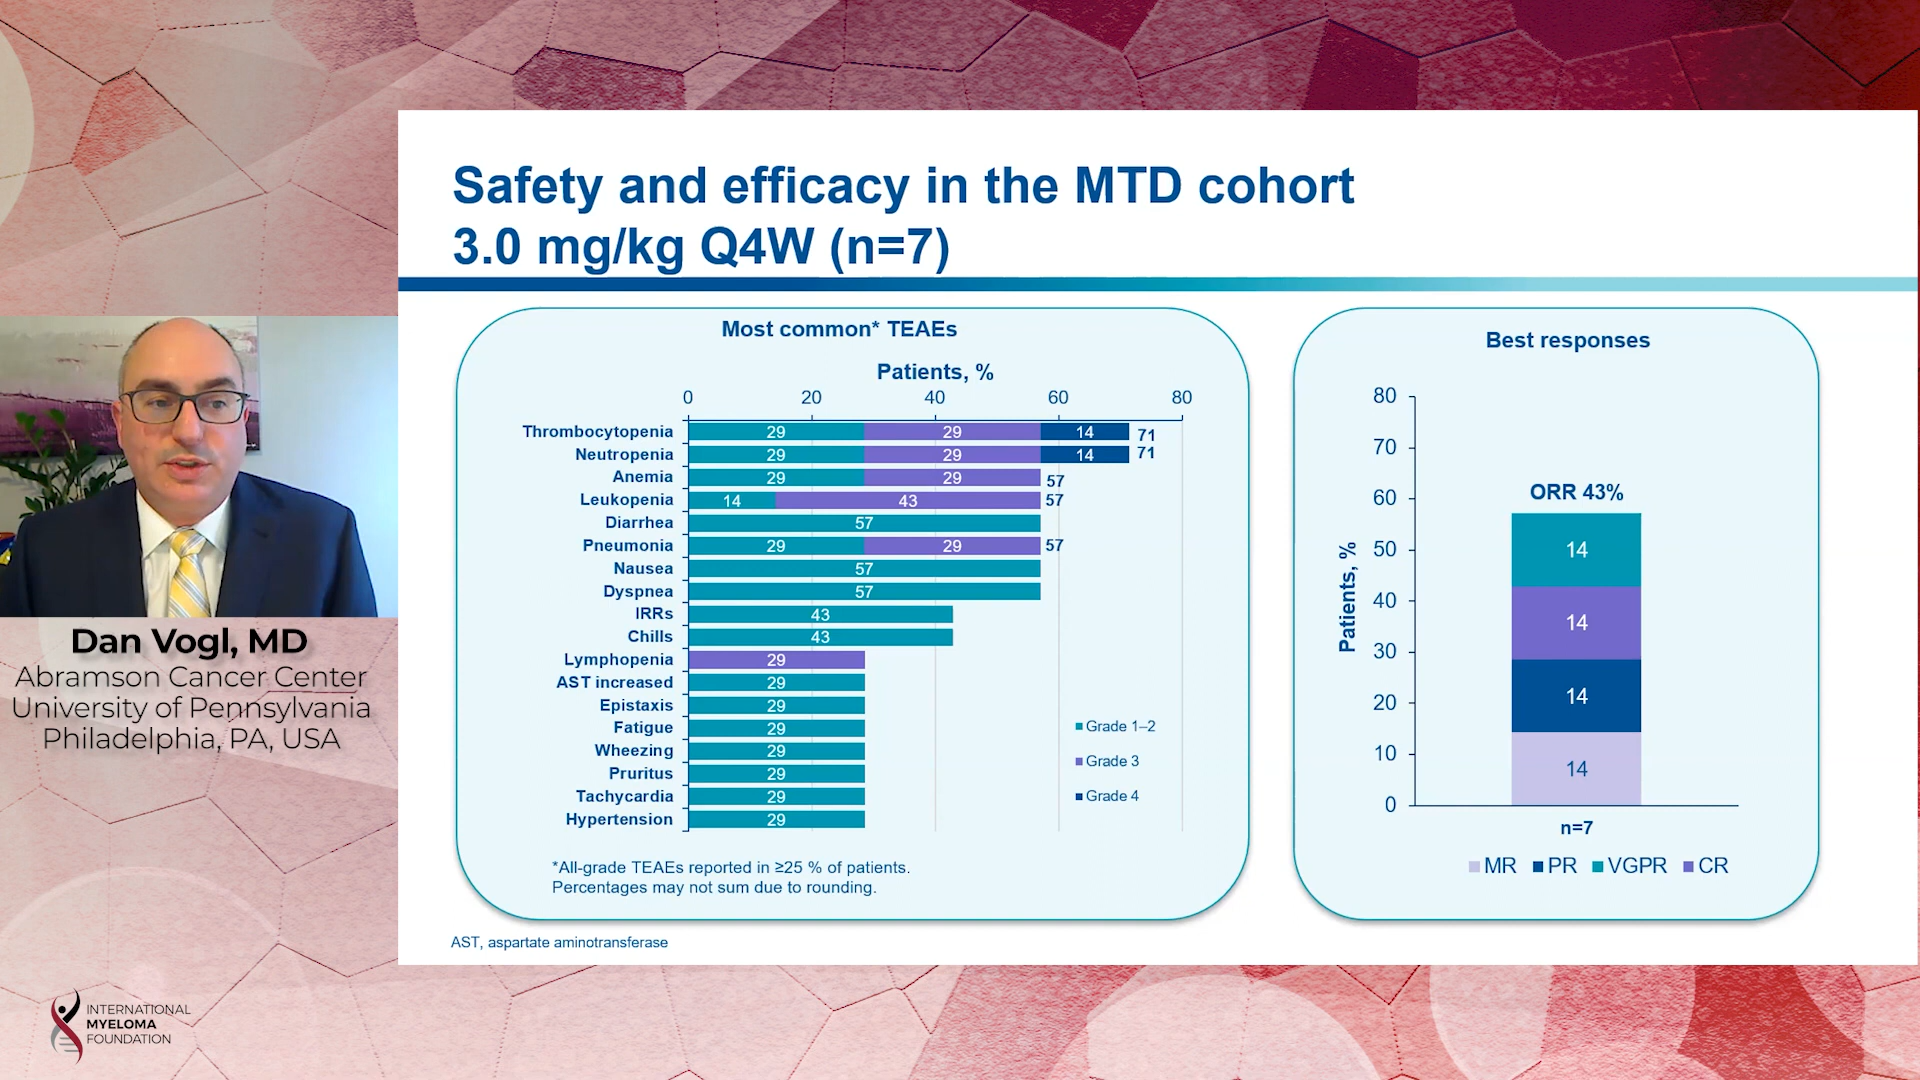 Safety and efficacy in the MTD cohort
3.0 mg/kg Q4W (n=7)
Most common* TEAEs
Patients, %
0 20 40 60 80
Thrombocytopenia 29 29 14 71
Neutropenia 29 29 14 71
Anemia 29 29 57
Leukopenia 14 43 57
Diarrhea 57
Pneumonia 29 29 57
Nausea 57
Dyspnea 57
IRRs 43
Chills 43
Lymphopenia 29
AST increased 29
Epistaxis 29
Fatigue 29
Wheezing 29
Pruritus 29
Tachycardia 29
Hypertension 29
Grade 1–2
Grade 3
Grade 4
*All-grade TEAEs reported in ≥25 % of patients.
Percentages may not sum due to rounding.
Best responses
Patients, %
80
70
60
50
40
30
20
10
0
ORR 43%
14
14
14
14
n=7
MR PR VGPR CR
AST, aspartate aminotransferase
Dan Vogl, MD
Abramson Cancer Center
University of Pennsylvania
Philadelphia, PA, USA
INTERNATIONAL
MYELOMA
FOUNDATION